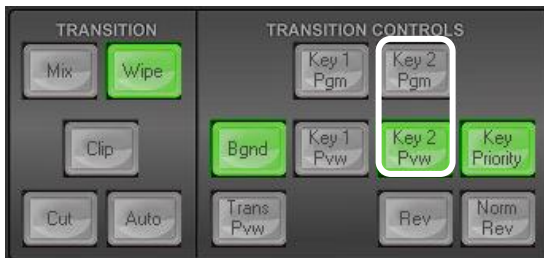 TRANSITION
Mix
Wipe
Clip
Cut
Auto
TRANSITION CONTROLS
Key 1
Pgm
Key 2
Pgm
Bgnd
Key 1
Pvw
Key 2
Pvw
Key
Priority
Trans
Pvw
Rev
Norm
Rev